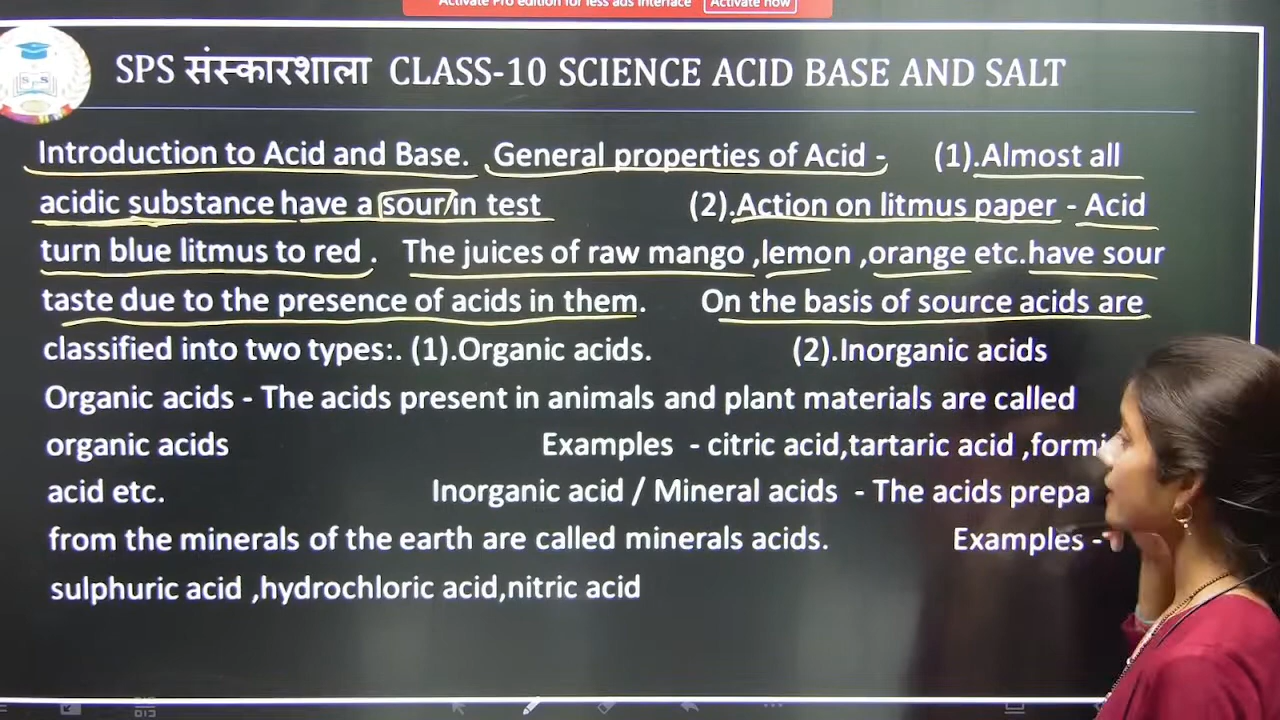 Activate Pro edition for less ads interface Activate now
SPS संस्कारशाला CLASS-10 SCIENCE ACID BASE AND SALT
Introduction to Acid and Base. General properties of Acid - (1).Almost all
acidic substance have a sour in test (2).Action on litmus paper - Acid
turn blue litmus to red . The juices of raw mango ,lemon ,orange etc.have sour
taste due to the presence of acids in them. On the basis of source acids are
classified into two types:. (1).Organic acids. (2).Inorganic acids
Organic acids - The acids present in animals and plant materials are called
organic acids Examples - citric acid,tartaric acid ,formi
acid etc. Inorganic acid / Mineral acids - The acids prepa
from the minerals of the earth are called minerals acids. Examples -
sulphuric acid ,hydrochloric acid,nitric acid